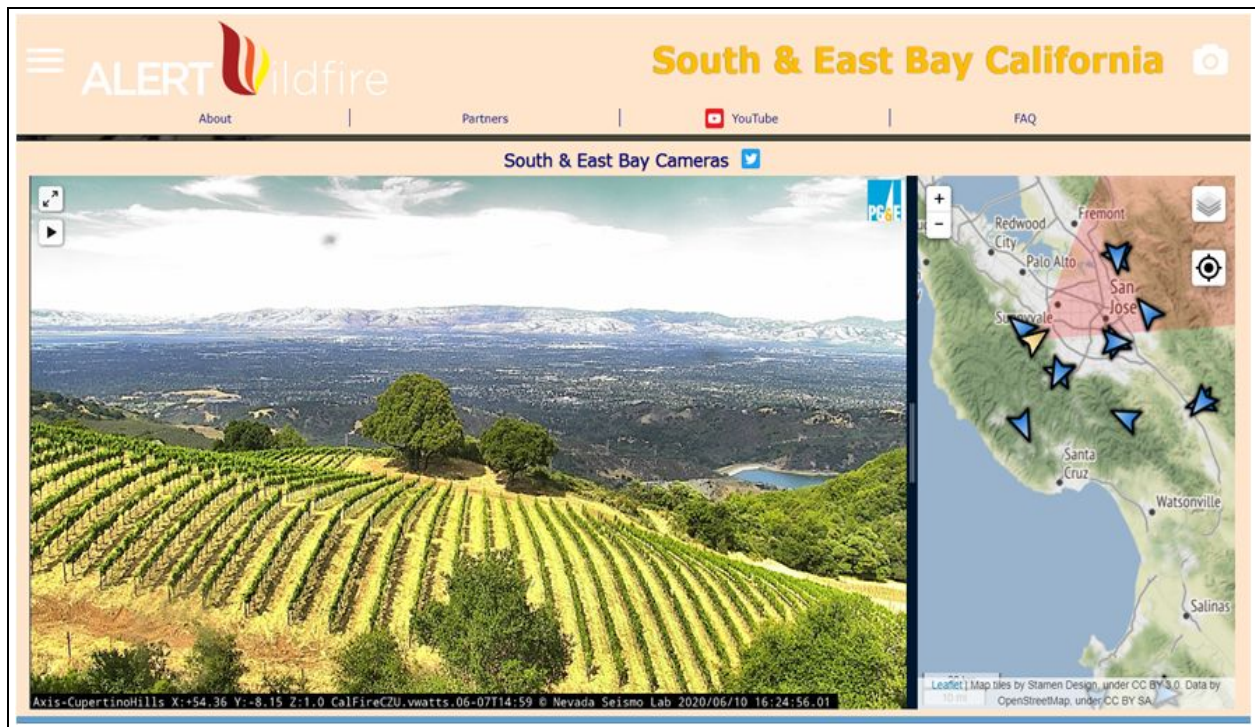 ALERT Wildfire
South & East Bay California
About
Partners
YouTube
FAQ
South & East Bay Cameras
PG&E
+
-
Fremont
Redwood
City
Palo Alto
San
Jose
Sunnyvale
Santa
Cruz
Watsonville
Salinas
Leaflet | Map tiles by Stamen Design, under CC BY 3.0. Data by
OpenStreetMap, under CC BY SA
Axis-CupertinoHills X:+54.36 Y:-8.15 Z:1.0 CalFireCZU.vwatts.06-07T14:59 © Nevada Seismo Lab 2020/06/10 16:24:56.01